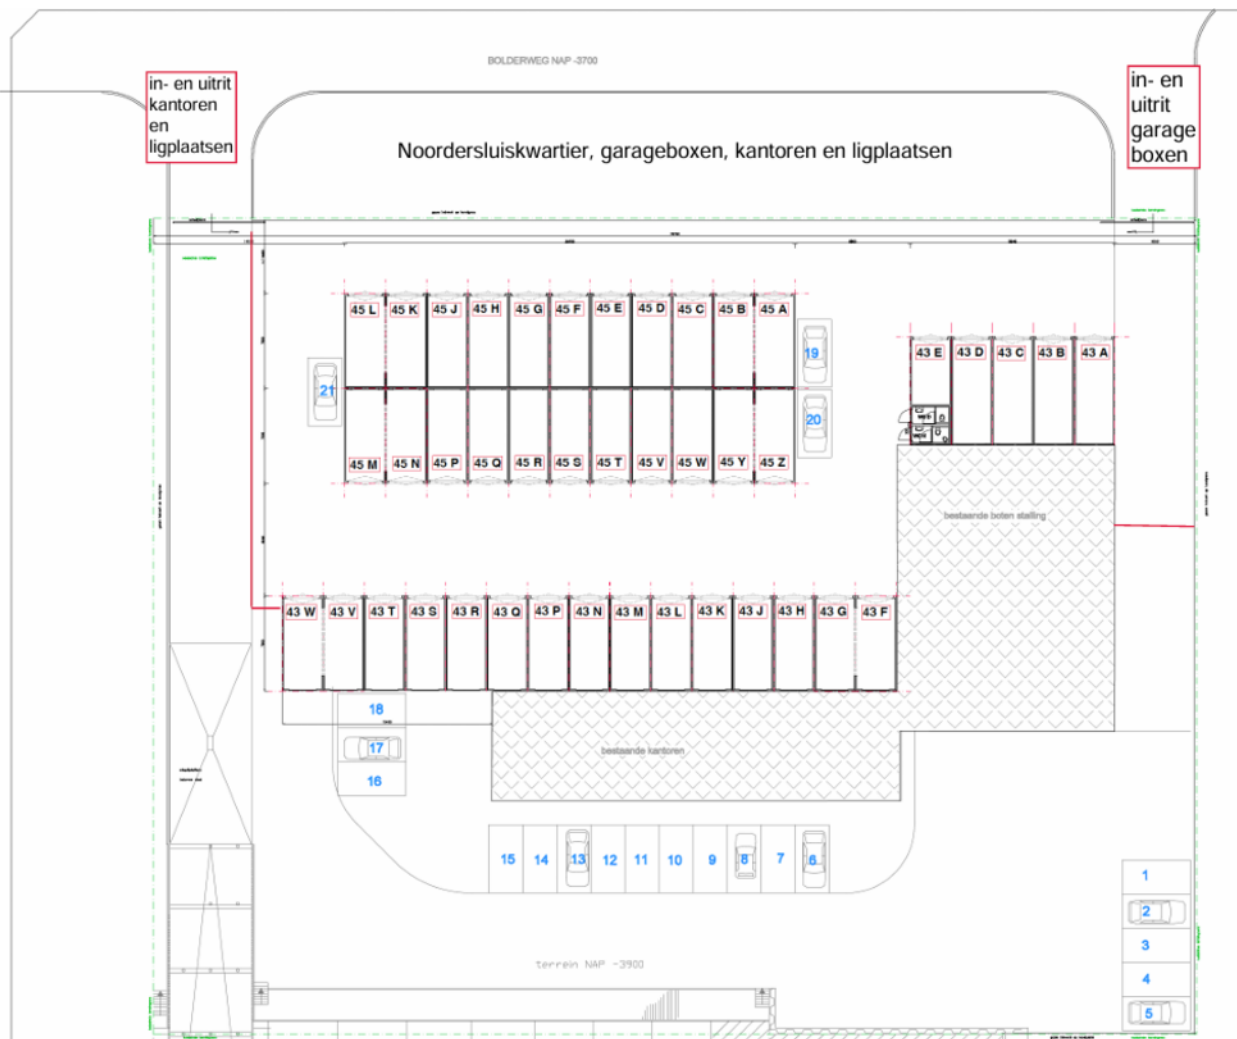 BOLDERWEG NAP -3700
in- en uitrit
kantoren
en
ligplaatsen
in- en
uitrit
garage
boxen
Noordersluiskwartier, garageboxen, kantoren en ligplaatsen
45 L 45 K 45 J 45 H 45 G 45 F 45 E 45 D 45 C 45 B 45 A
19
43 E 43 D 43 C 43 B 43 A
21
20
45 M 45 N 45 P 45 Q 45 R 45 S 45 T 45 V 45 W 45 Y 45 Z
bestaande boten stalling
43 W 43 V 43 T 43 S 43 R 43 Q 43 P 43 N 43 M 43 L 43 K 43 J 43 H 43 G 43 F
18
17
16
bestaande kantoren
15 14 13 12 11 10 9 8 7 6
1
2
3
4
5
terrein NAP -3900